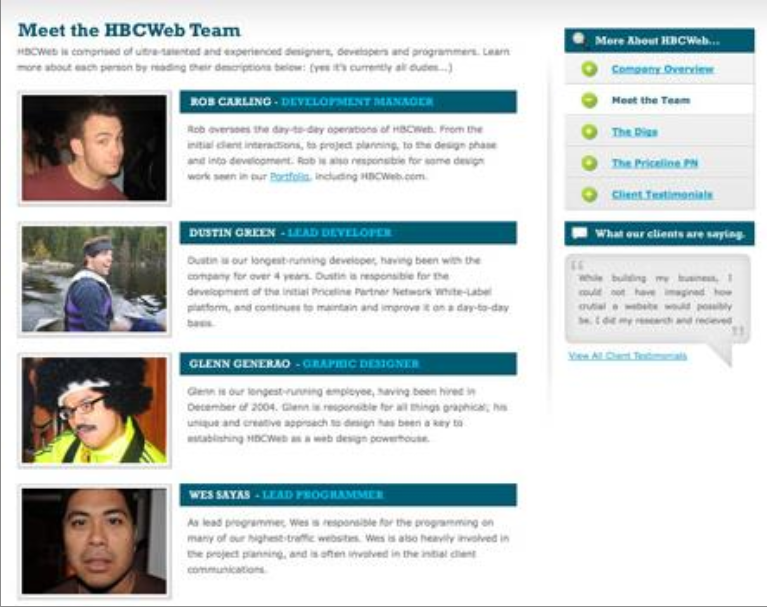 Meet the HBCWeb Team
HBCWeb is comprised of ultra-talented and experienced designers, developers and programmers. Learn
more about each person by reading their descriptions below: (yes it's currently all dudes...)
ROB CARLING - DEVELOPMENT MANAGER
Rob oversees the day-to-day operations of HBCWeb. From the
initial client interactions, to project planning, to the design phase
and into development. Rob is also responsible for some design
work seen in our Portfolio, including HBCWeb.com.
DUSTIN GREEN - LEAD DEVELOPER
Dustin is our longest-running developer, having been with the
company for over 4 years. Dustin is responsible for the
development of the initial Priceline Partner Network White-Label
platform, and continues to maintain and improve it on a day-to-day
basis.
GLENN GENERAO - GRAPHIC DESIGNER
Glenn is our longest-running employee, having been hired in
December of 2004. Glenn is responsible for all things graphical; his
unique and creative approach to design has been a key to
establishing HBCWeb as a web design powerhouse.
WES SAYAS - LEAD PROGRAMMER
As lead programmer, Wes is responsible for the programming on
many of our highest-traffic websites. Wes is also heavily involved in
the project planning, and is often involved in the initial client
communications.
More About HBCWeb...
Company Overview
Meet the Team
The Digs
The Priceline PN
Client Testimonials
What our clients are saying.
“
While building my business, I
could not have imagined how
crutial a website would possibly
be. I did my research and recieved
”
View All Client Testimonials